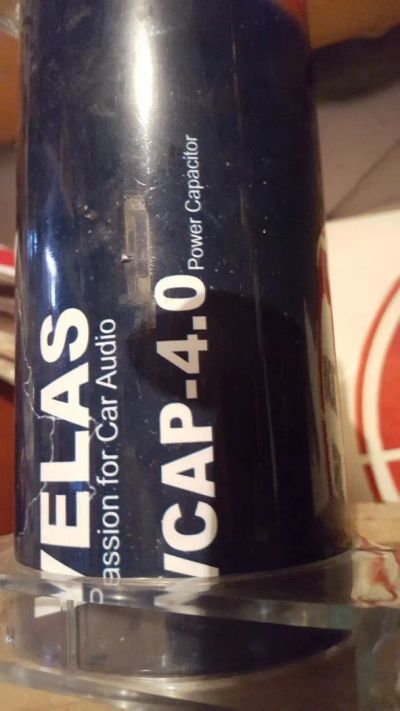 VELAS
Passion for Car Audio
VCAP-4.0 Power Capacitor